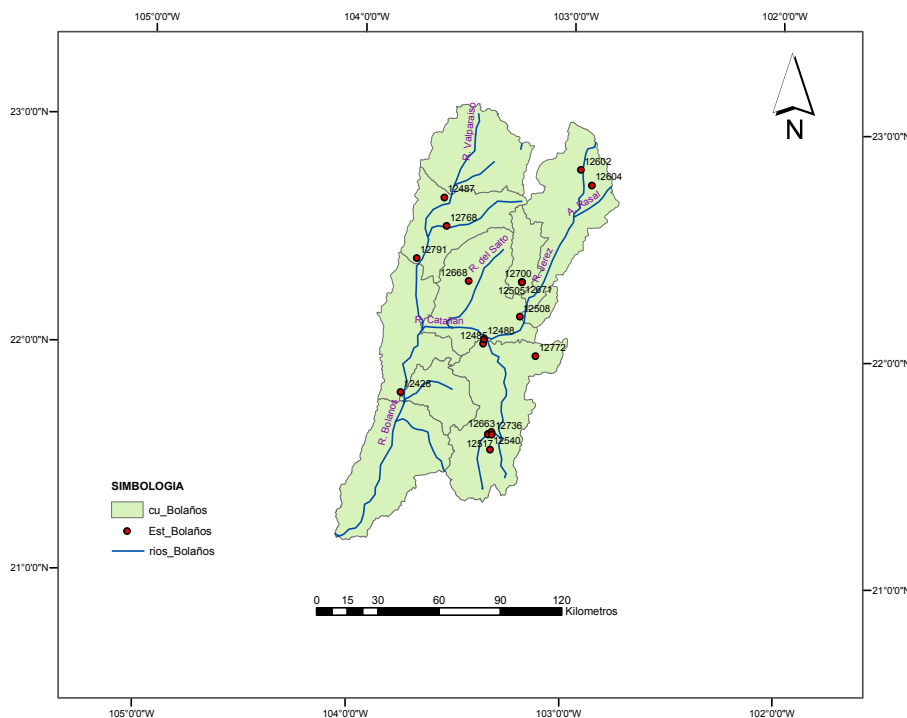 105°0'0"W 104°0'0"W 103°0'0"W 102°0'0"W
23°0'0"N
23°0'0"N
N
R. Valparaiso
12602
12604
12487
A. Rasal
12768
R. del Salto
12791
R. Jerez
12668
12700
12505 12671
12508
R. Catarlan
12488
22°0'0"N
12485
12772
22°0'0"N
12428
R. Bolaños
12663 12736
12517 12540
SIMBOLOGIA
cu_Bolaños
Est_Bolaños
rios_Bolaños
21°0'0"N
21°0'0"N
0 15 30 60 90 120
Kilometros
105°0'0"W 104°0'0"W 103°0'0"W 102°0'0"W